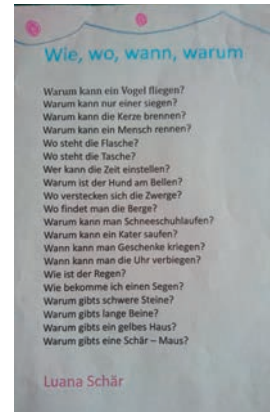 Wie, wo, wann, warum
Warum kann ein Vogel fliegen?
Warum kann nur einer siegen?
Warum kann die Kerze brennen?
Warum kann ein Mensch rennen?
Wo steht die Flasche?
Wo steht die Tasche?
Wer kann die Zeit einstellen?
Warum ist der Hund am Bellen?
Wo verstecken sich die Zwerge?
Wo findet man die Berge?
Warum kann man Schneeschuhlaufen?
Warum kann ein Kater saufen?
Wann kann man Geschenke kriegen?
Wann kann man die Uhr verbiegen?
Wie ist der Regen?
Wie bekomme ich einen Segen?
Warum gibts schwere Steine?
Warum gibts lange Beine?
Warum gibts ein gelbes Haus?
Warum gibts eine Schär – Maus?
Luana Schär